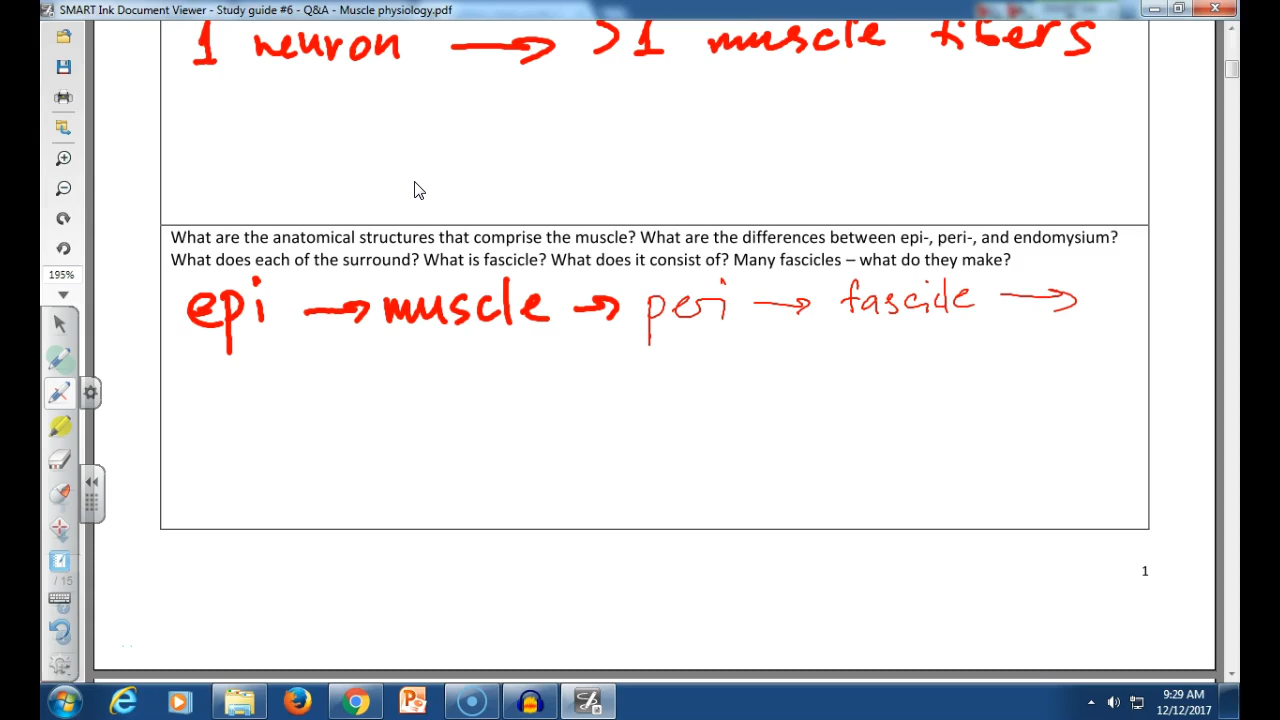 SMART Ink Document Viewer - Study guide #6 - Q&A - Muscle physiology.pdf
1 neuron → >1 muscle fibers
What are the anatomical structures that comprise the muscle? What are the differences between epi-, peri-, and endomysium?
What does each of the surround? What is fascicle? What does it consist of? Many fascicles – what do they make?
epi → muscle → peri → fascicle →
195%
/ 15
1
9:29 AM
12/12/2017